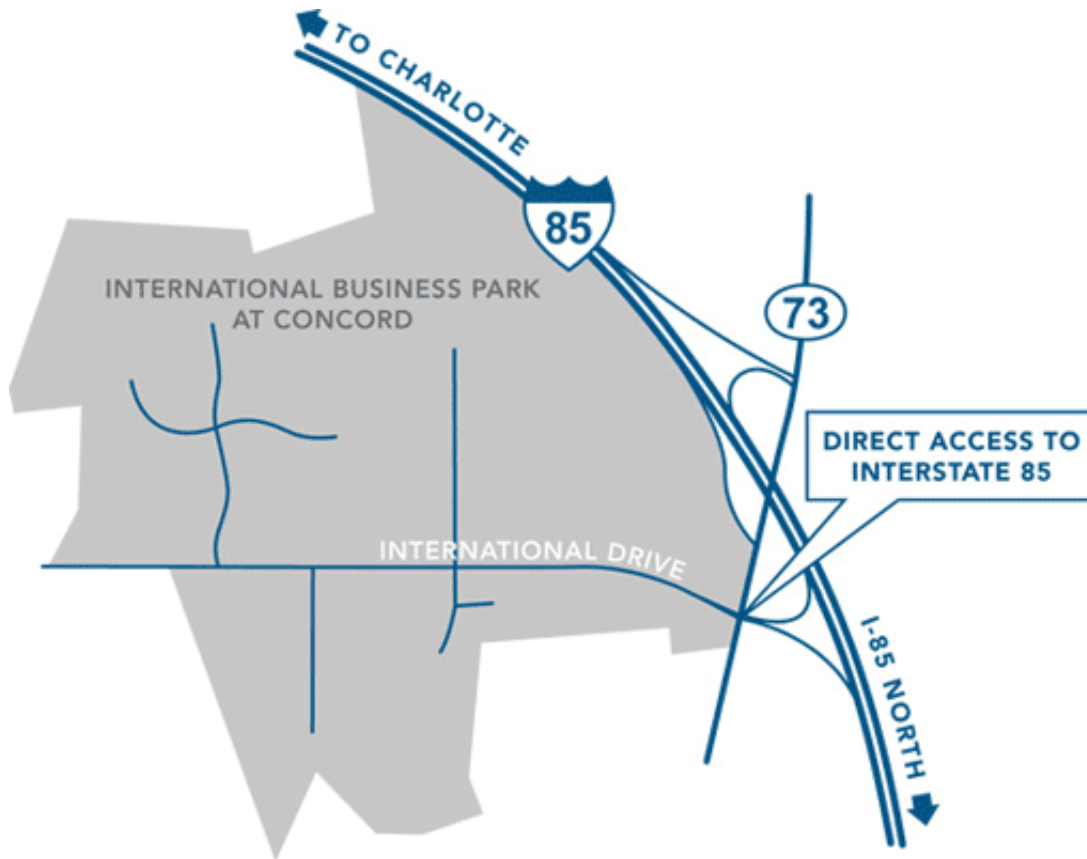 TO CHARLOTTE
85
73
INTERNATIONAL BUSINESS PARK
AT CONCORD
DIRECT ACCESS TO
INTERSTATE 85
INTERNATIONAL DRIVE
I-85 NORTH